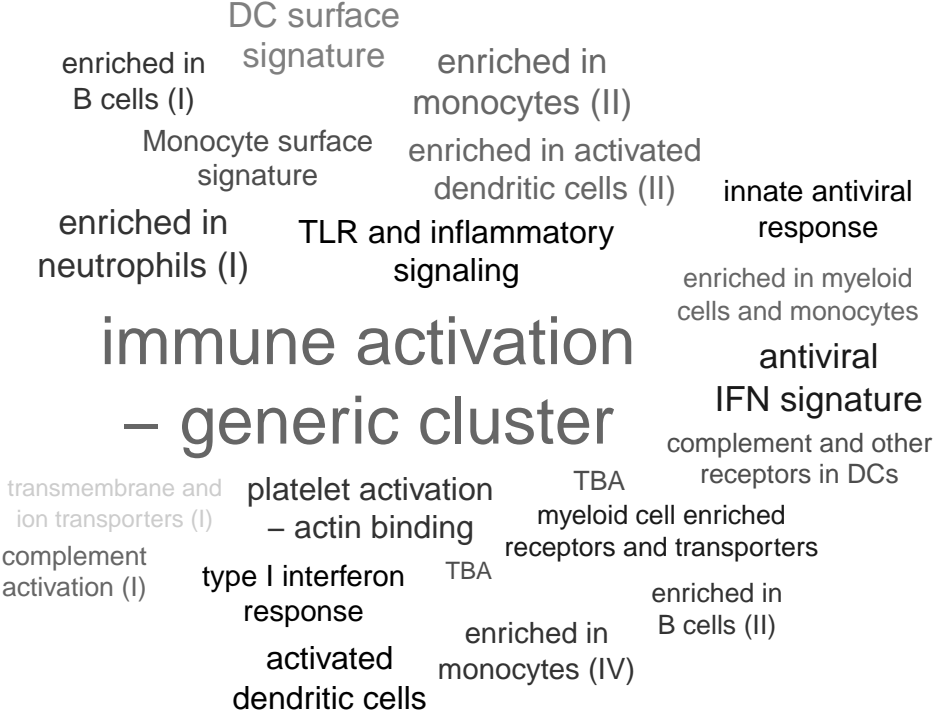 DC surface
signature
enriched in
B cells (I)
enriched in
monocytes (II)
Monocyte surface
signature
enriched in activated
dendritic cells (II)
innate antiviral
response
enriched in
neutrophils (I)
TLR and inflammatory
signaling
enriched in myeloid
cells and monocytes
immune activation
– generic cluster
antiviral
IFN signature
complement and other
receptors in DCs
transmembrane and
ion transporters (I)
platelet activation
– actin binding
TBA
myeloid cell enriched
receptors and transporters
complement
activation (I)
type I interferon
response
TBA
enriched in
B cells (II)
enriched in
monocytes (IV)
activated
dendritic cells